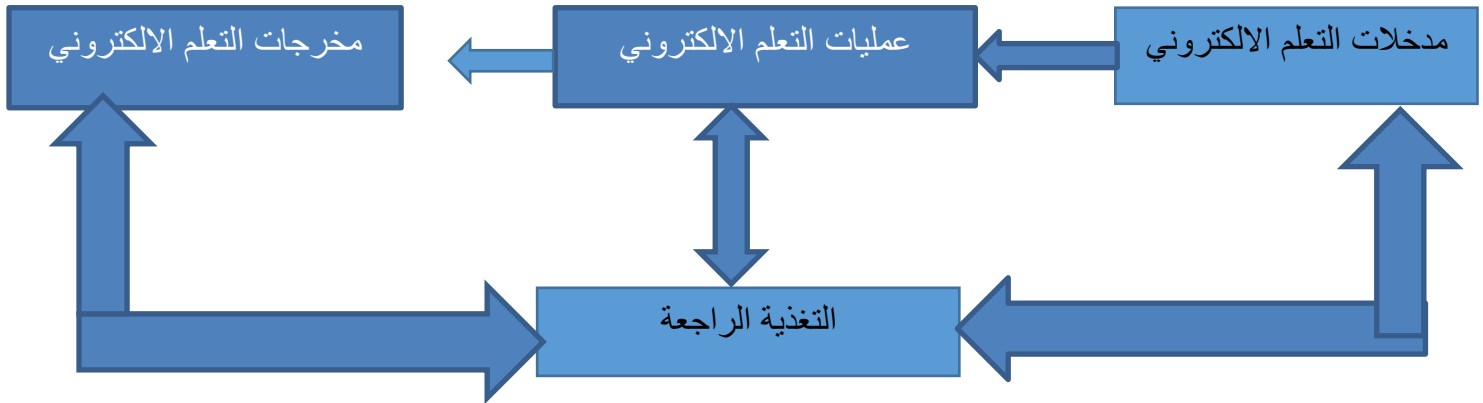 مدخلات التعلم الالكتروني
عمليات التعلم الالكتروني
مخرجات التعلم الالكتروني
التغذية الراجعة